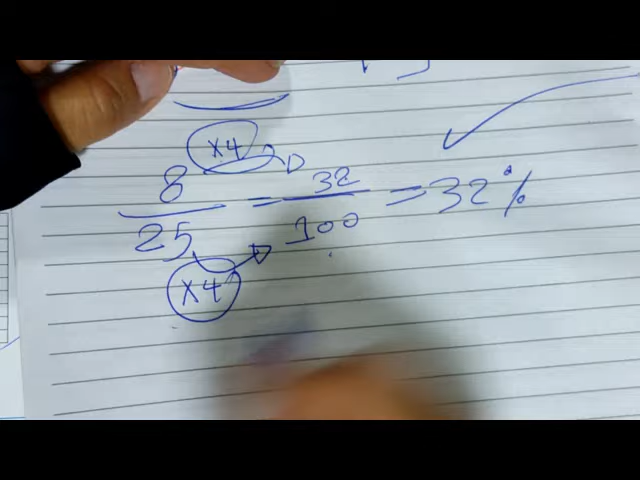 ×4
8/25 = 32/100 = 32%
×4